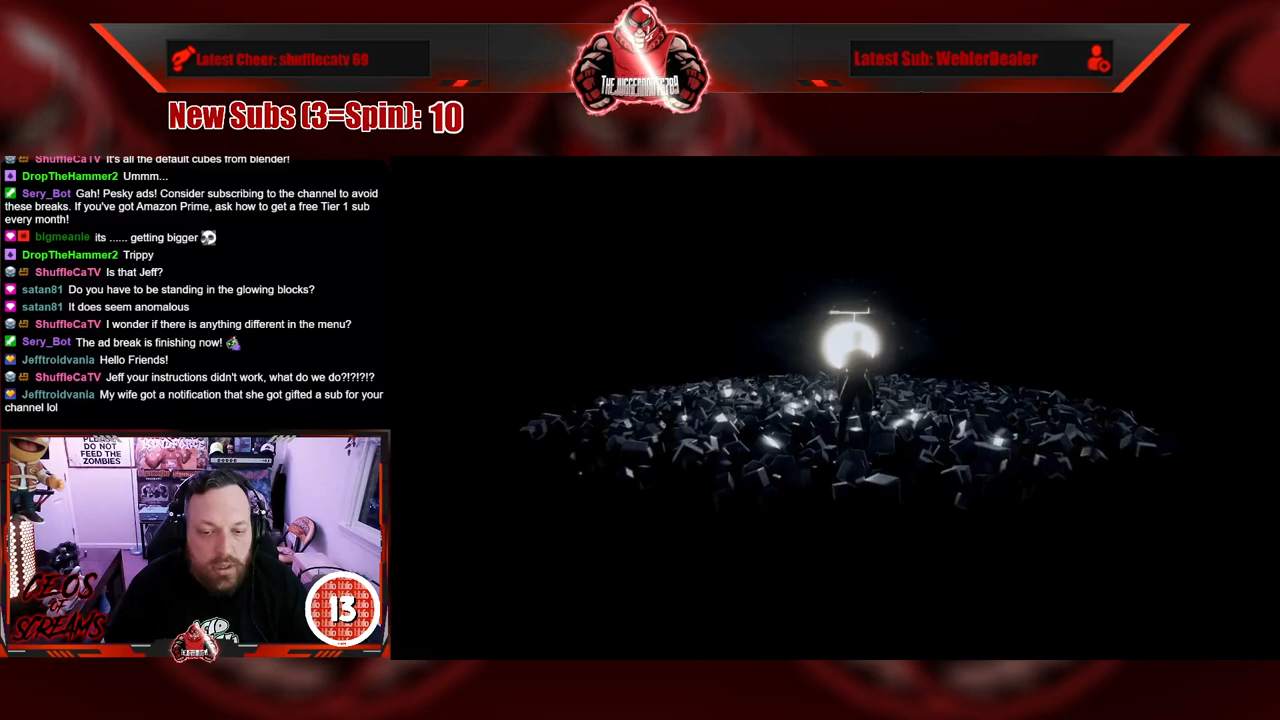 Latest Cheer: shufflecatv 69
THEJUGGERNAUTG789
Latest Sub: WehlerDealer
New Subs (3=Spin): 10
ShuffleCaTV It's all the default cubes from blender!
DropTheHammer2 Ummm...
Sery_Bot Gah! Pesky ads! Consider subscribing to the channel to avoid
these breaks. If you've got Amazon Prime, ask how to get a free Tier 1 sub
every month!
bigmeanie its ...... getting bigger
DropTheHammer2 Trippy
ShuffleCaTV Is that Jeff?
satan81 Do you have to be standing in the glowing blocks?
satan81 It does seem anomalous
ShuffleCaTV I wonder if there is anything different in the menu?
Sery_Bot The ad break is finishing now!
Jefftroidvania Hello Friends!
ShuffleCaTV Jeff your instructions didn't work, what do we do?!?!?!?
Jefftroidvania My wife got a notification that she got gifted a sub for your
channel lol
PLEASE
DO NOT
FEED THE
ZOMBIES
CEOS
OF
SCREAMS
13